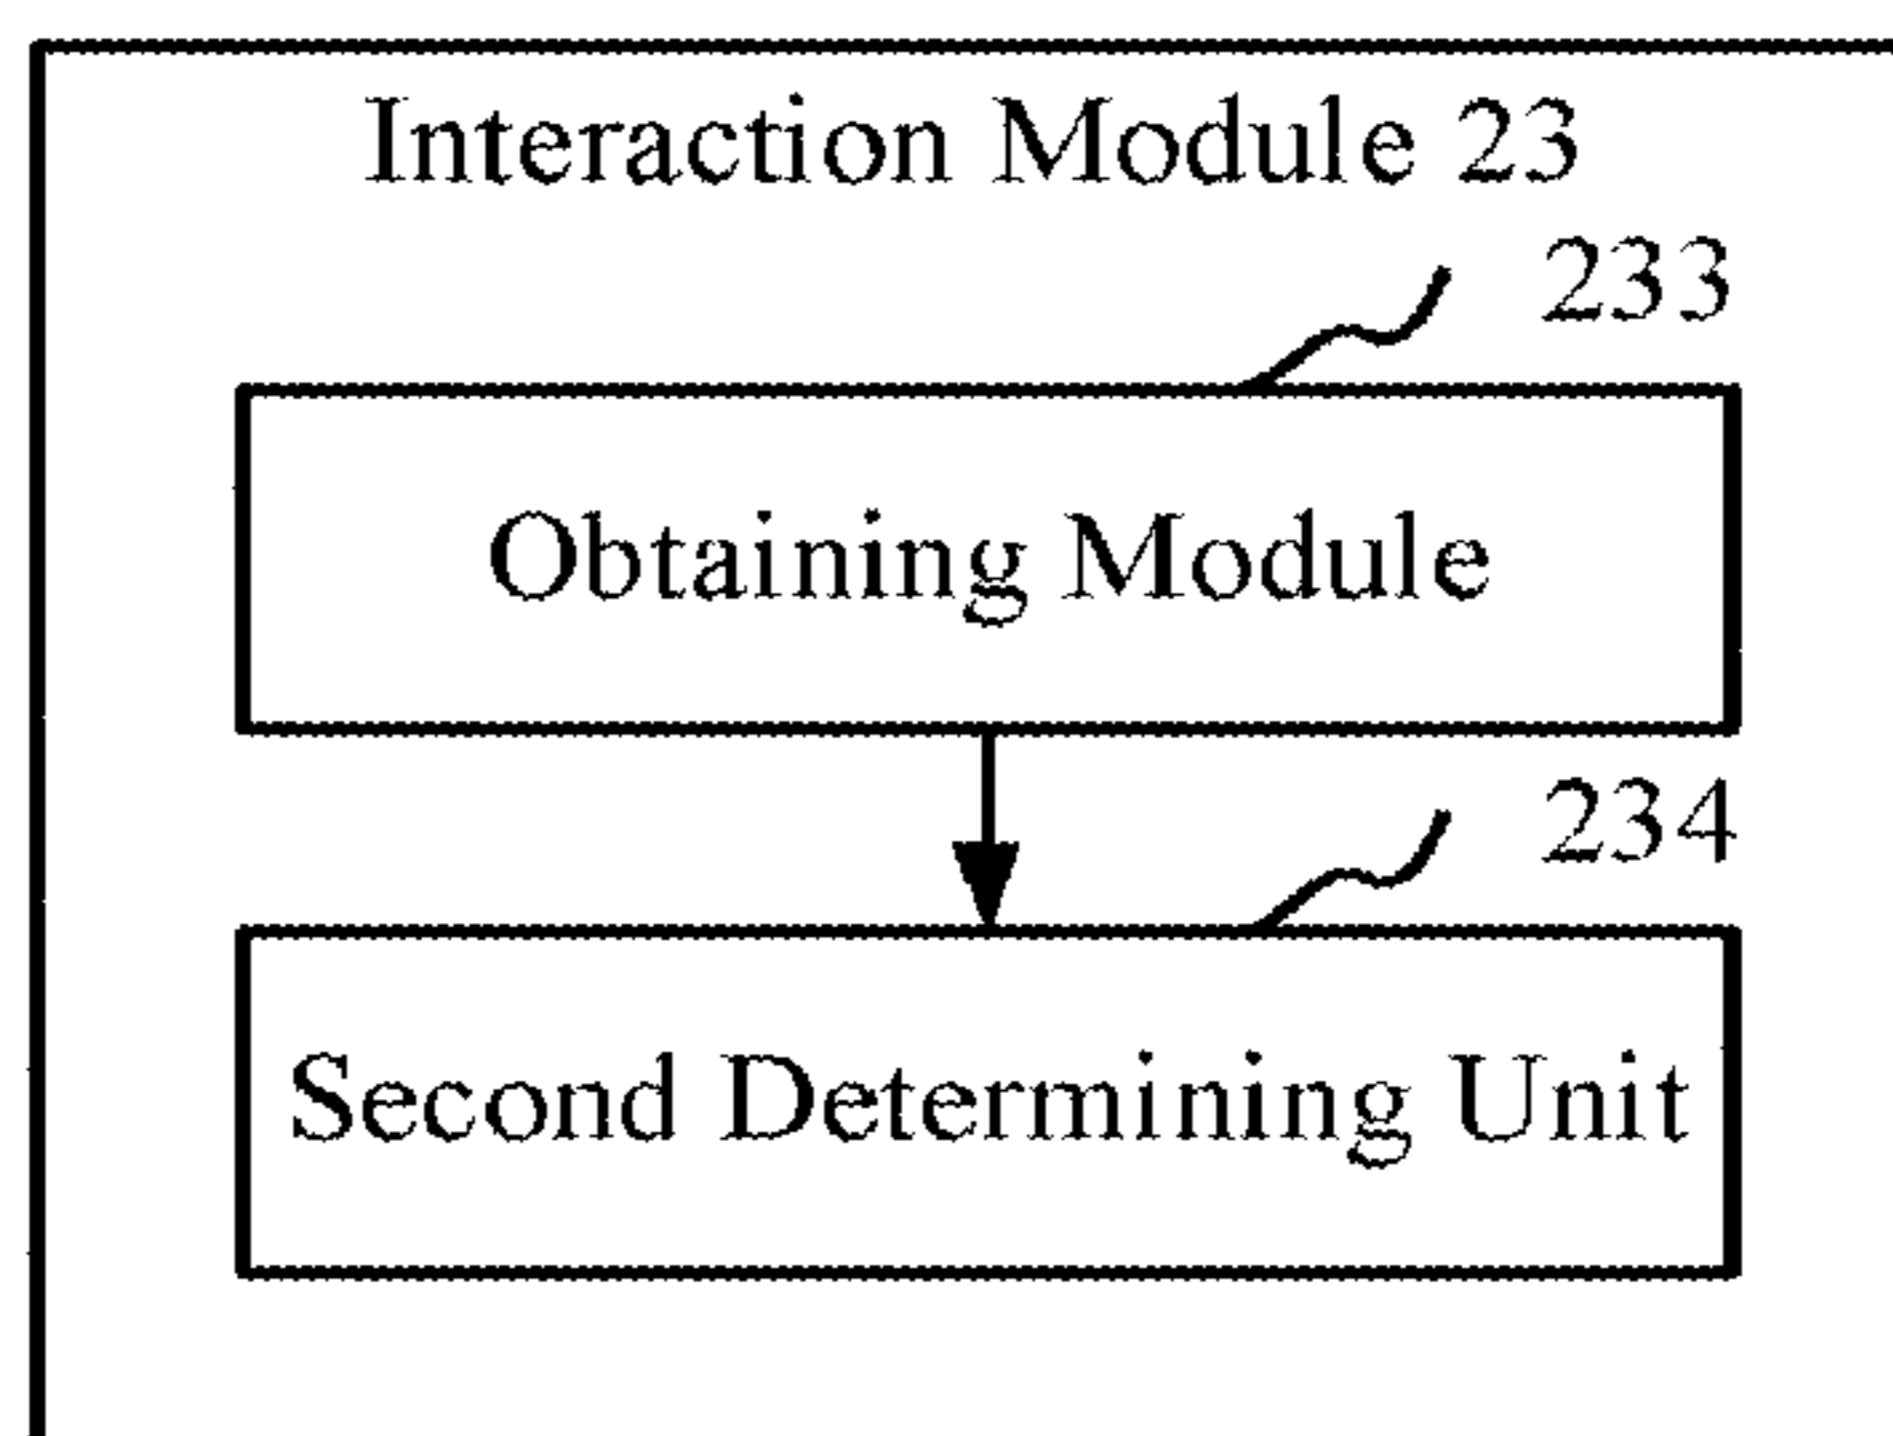 Interaction Module 23
233
Obtaining Module
234
Second Determining Unit